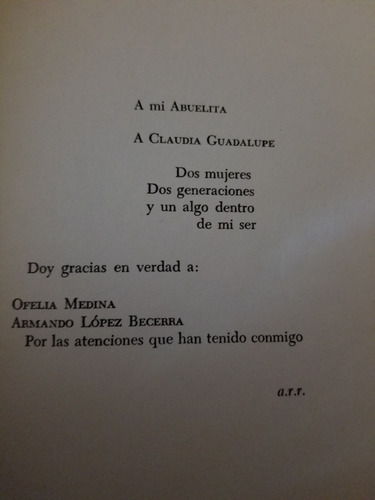 A mi Abuelita
A Claudia Guadalupe
Dos mujeres
Dos generaciones
y un algo dentro
de mi ser
Doy gracias en verdad a:
Ofelia Medina
Armando López Becerra
Por las atenciones que han tenido conmigo
a.r.r.